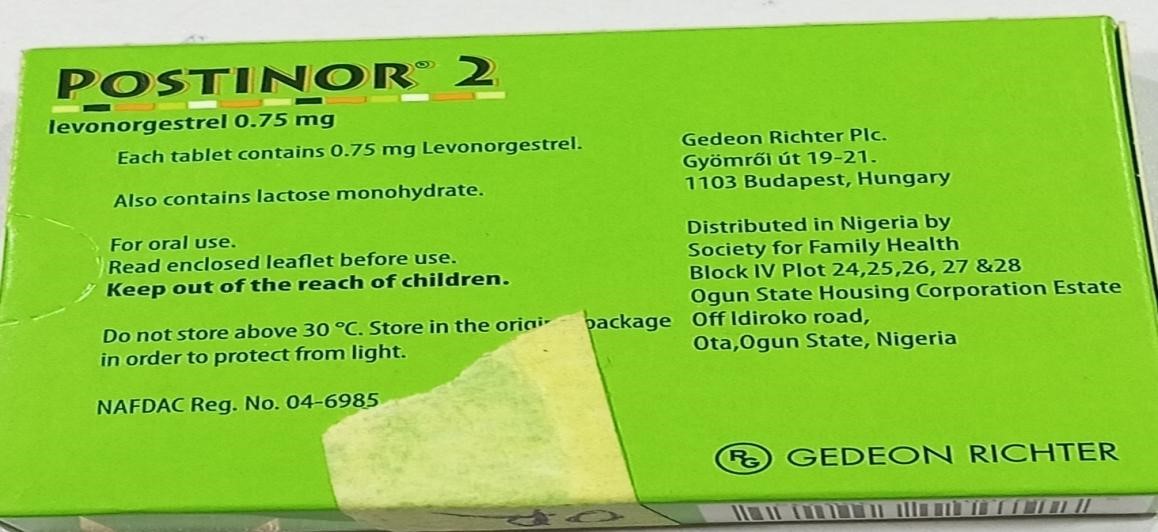 POSTINOR® 2
levonorgestrel 0.75 mg
Each tablet contains 0.75 mg Levonorgestrel.
Also contains lactose monohydrate.
For oral use.
Read enclosed leaflet before use.
Keep out of the reach of children.
Do not store above 30 °C. Store in the package
in order to protect from light.
NAFDAC Reg. No. 04-6985
Gedeon Richter Plc.
Gyömrői út 19-21.
1103 Budapest, Hungary
Distributed in Nigeria by
Society for Family Health
Block IV Plot 24,25,26, 27 &28
Ogun State Housing Corporation Estate
Off Idiroko road,
Ota,Ogun State, Nigeria
RG GEDEON RICHTER